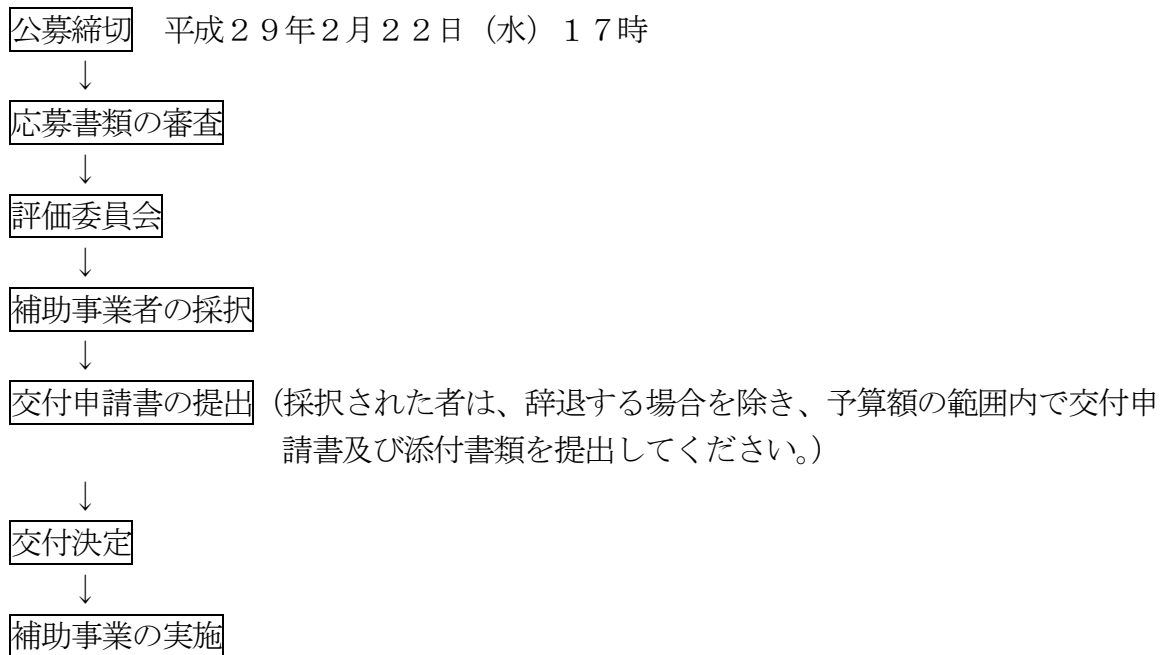 公募締切　平成２９年２月２２日（水）１７時
↓
応募書類の審査
↓
評価委員会
↓
補助事業者の採択
↓
交付申請書の提出（採択された者は、辞退する場合を除き、予算額の範囲内で交付申
請書及び添付書類を提出してください。）
↓
交付決定
↓
補助事業の実施